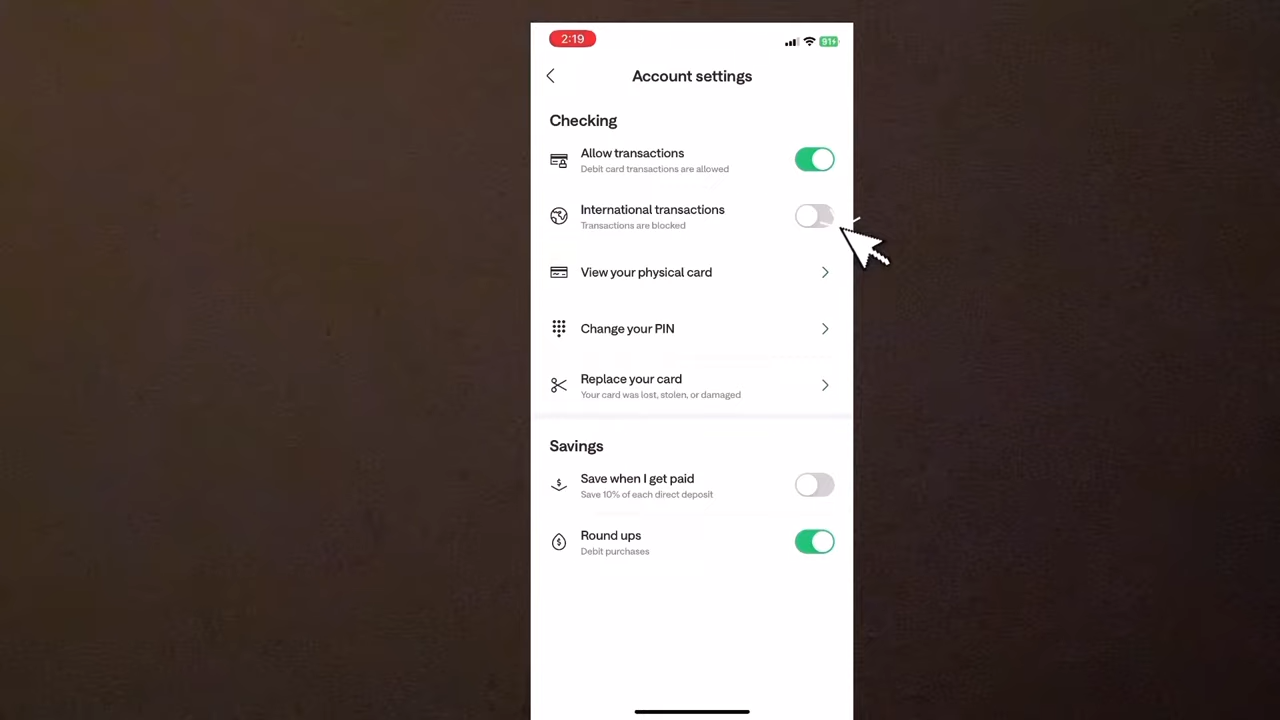 2:19
91
Account settings
Checking
Allow transactions
Debit card transactions are allowed
International transactions
Transactions are blocked
View your physical card
Change your PIN
Replace your card
Your card was lost, stolen, or damaged
Savings
Save when I get paid
Save 10% of each direct deposit
Round ups
Debit purchases